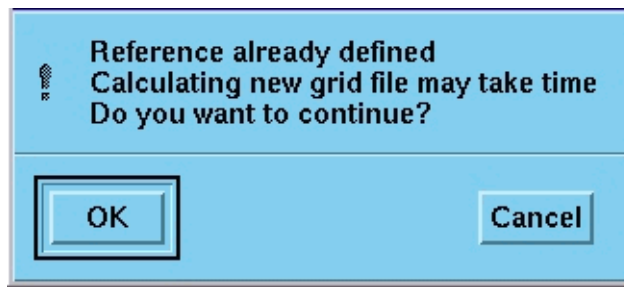 Reference already defined
Calculating new grid file may take time
Do you want to continue?
OK
Cancel